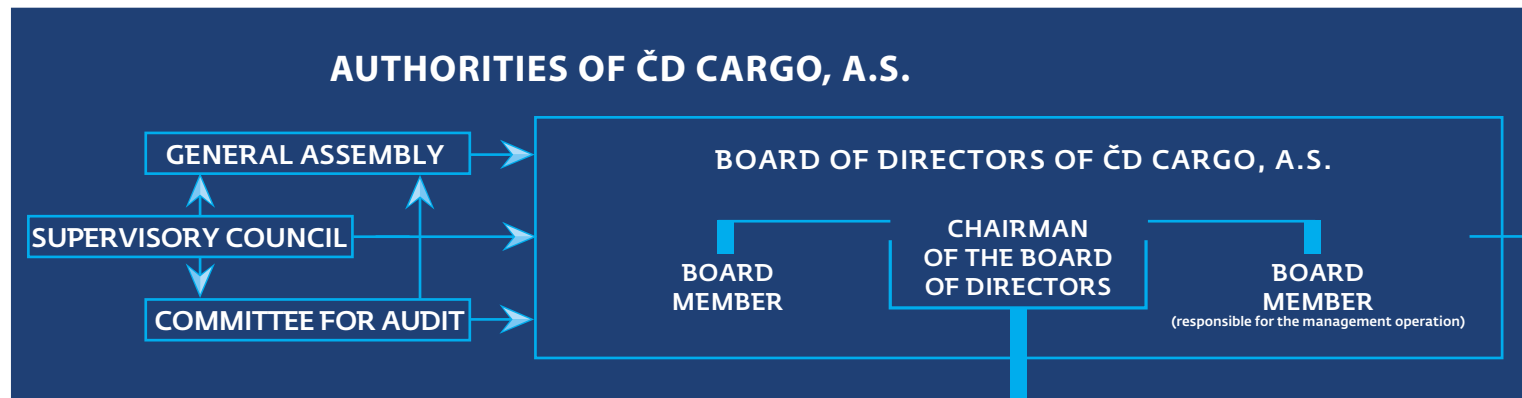 AUTHORITIES OF ČD CARGO, A.S.
GENERAL ASSEMBLY
SUPERVISORY COUNCIL
COMMITTEE FOR AUDIT
BOARD OF DIRECTORS OF ČD CARGO, A.S.
BOARD
MEMBER
CHAIRMAN
OF THE BOARD
OF DIRECTORS
BOARD
MEMBER
(responsible for the management operation)